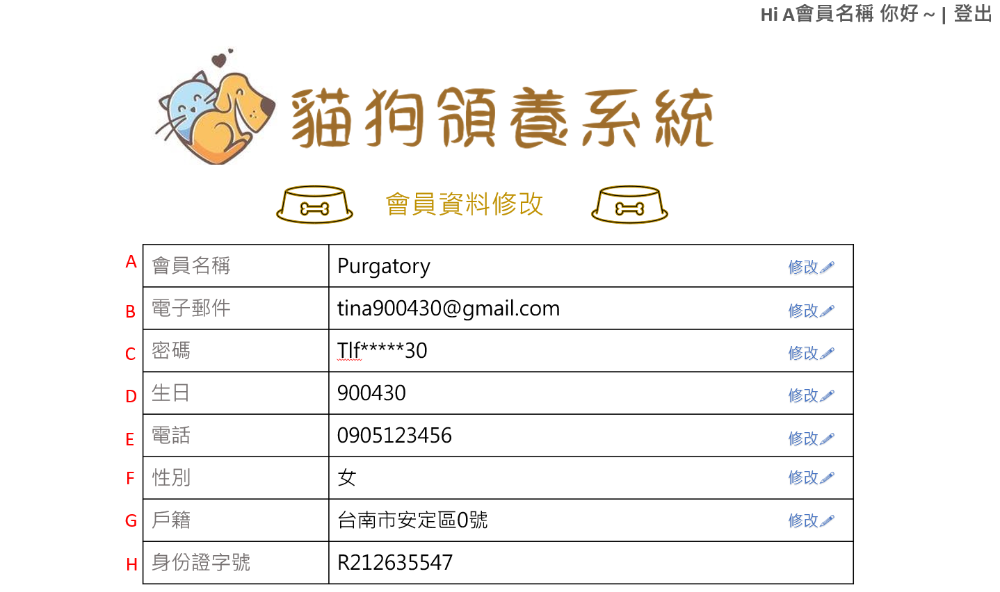 Hi A會員名稱 你好 ~ | 登出
貓狗領養系統
會員資料修改
A 會員名稱 Purgatory 修改
B 電子郵件 tina900430@gmail.com 修改
C 密碼 Tlf*****30 修改
D 生日 900430 修改
E 電話 0905123456 修改
F 性別 女 修改
G 戶籍 台南市安定區0號 修改
H 身份證字號 R212635547